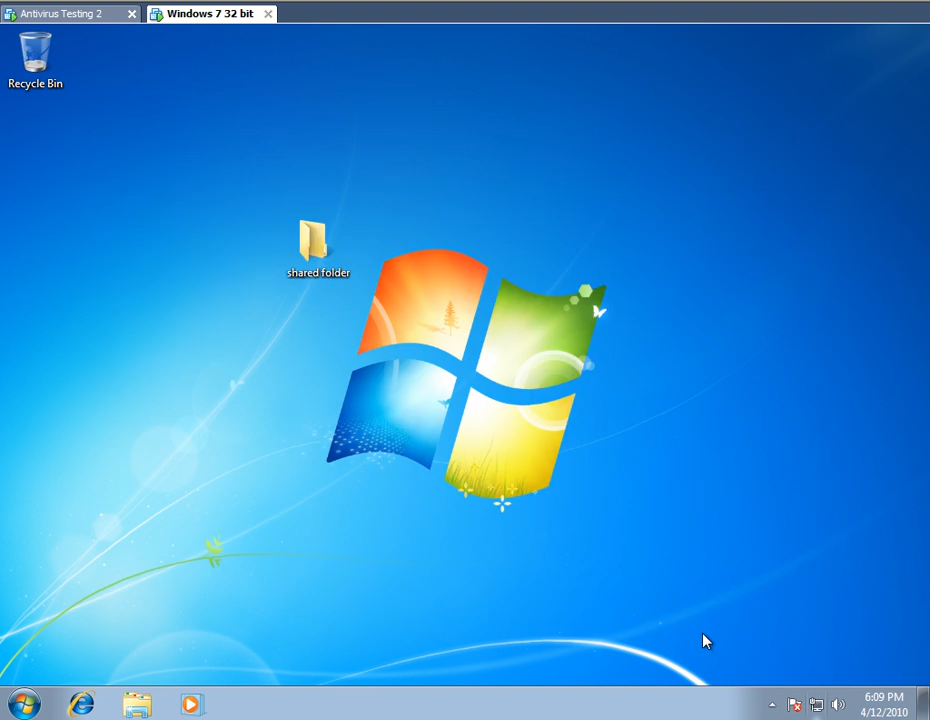 Antivirus Testing 2
Windows 7 32 bit
Recycle Bin
shared folder
6:09 PM
4/12/2010